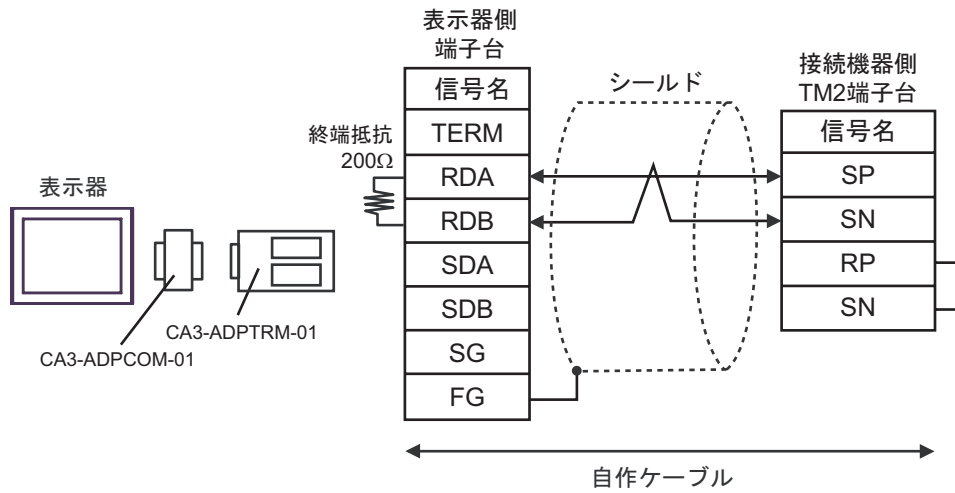 表示器側
端子台
信号名
TERM
RDA
RDB
SDA
SDB
SG
FG
終端抵抗
200Ω
シールド
接続機器側
TM2端子台
信号名
SP
SN
RP
SN
表示器
CA3-ADPTRM-01
CA3-ADPCOM-01
自作ケーブル